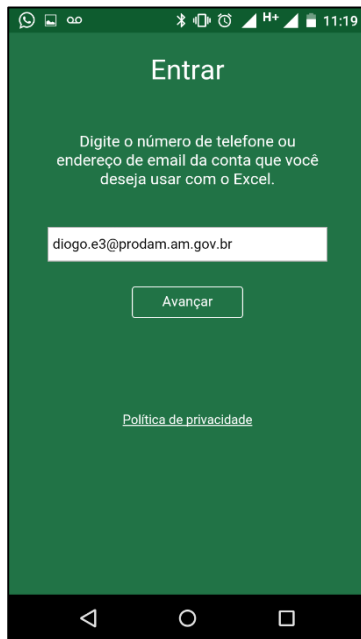 H+ 11:19
Entrar
Digite o número de telefone ou
endereço de email da conta que você
deseja usar com o Excel.
diogo.e3@prodam.am.gov.br
Avançar
Política de privacidade